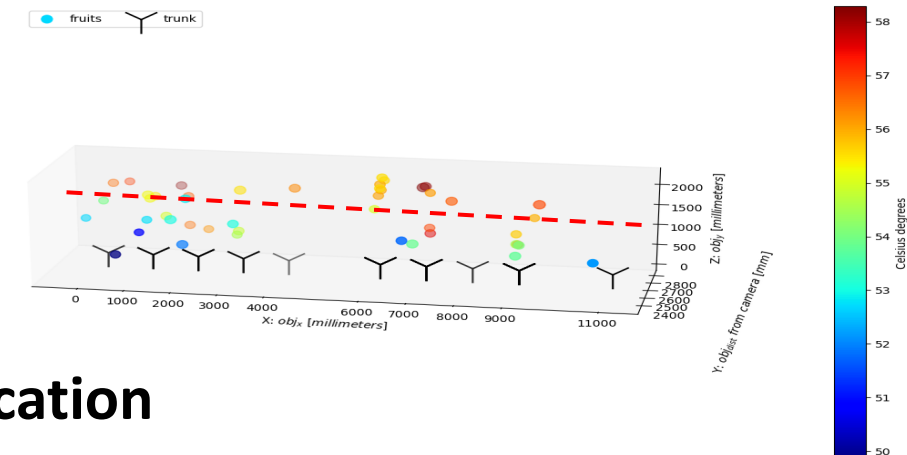 fruits
trunk
58
57
56
55
54
53
52
51
50
Celsius degrees
2000
1500
1000
500
0
Z: obj_y [millimeters]
2800
2700
2600
2500
2400
Y: obj_dist from camera [mm]
0 1000 2000 3000 4000 6000 7000 8000 9000 11000
X: obj_x [millimeters]
cation